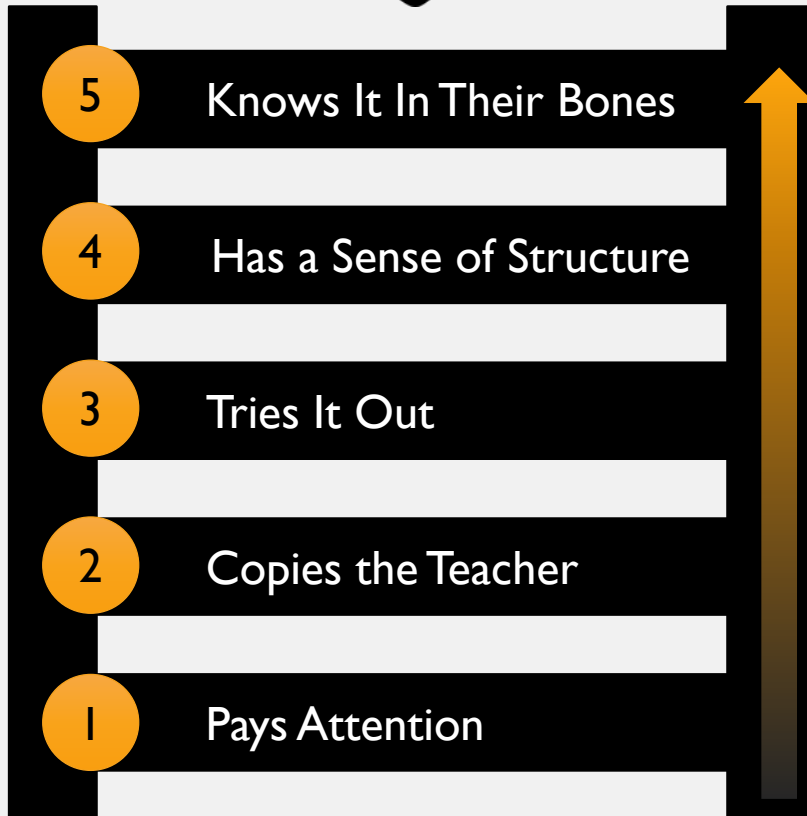 5 Knows It In Their Bones
4 Has a Sense of Structure
3 Tries It Out
2 Copies the Teacher
1 Pays Attention